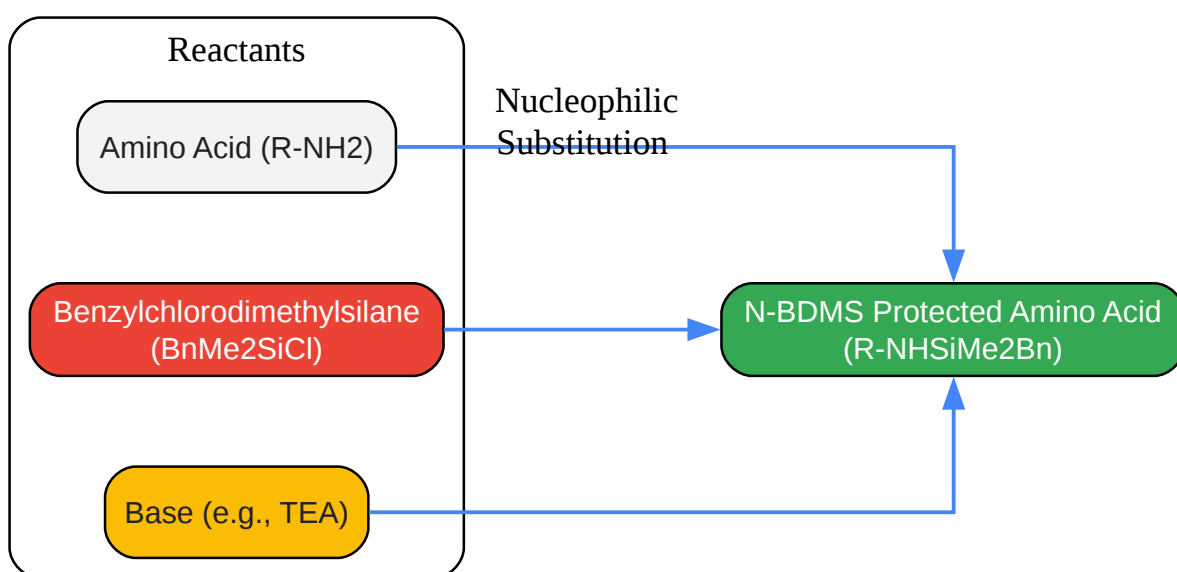 Reactants
Nucleophilic
Substitution
Amino Acid (R-NH2)
Benzylchlorodimethylsilane
(BnMe2SiCl)
N-BDMS Protected Amino Acid
(R-NHSiMe2Bn)
Base (e.g., TEA)